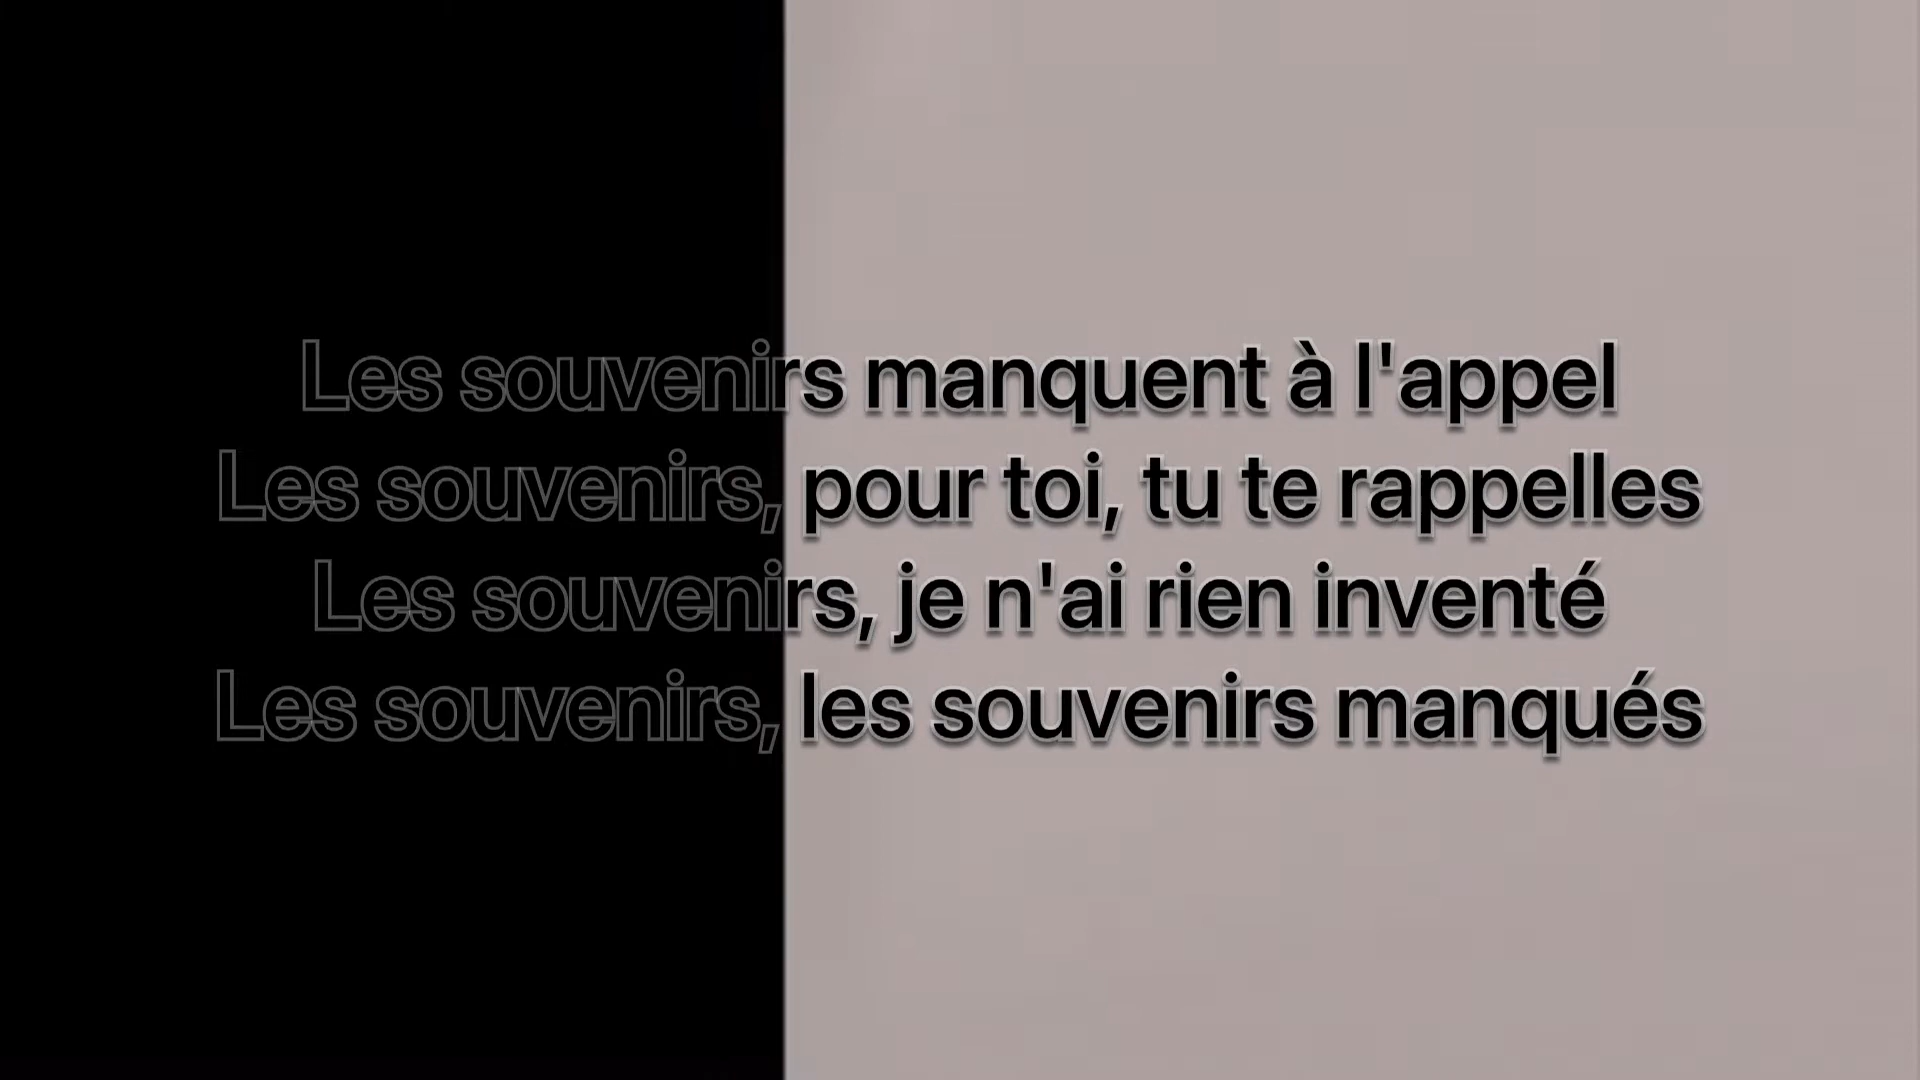 Les souvenirs manquent à l'appel
Les souvenirs, pour toi, tu te rappelles
Les souvenirs, je n'ai rien inventé
Les souvenirs, les souvenirs manqués